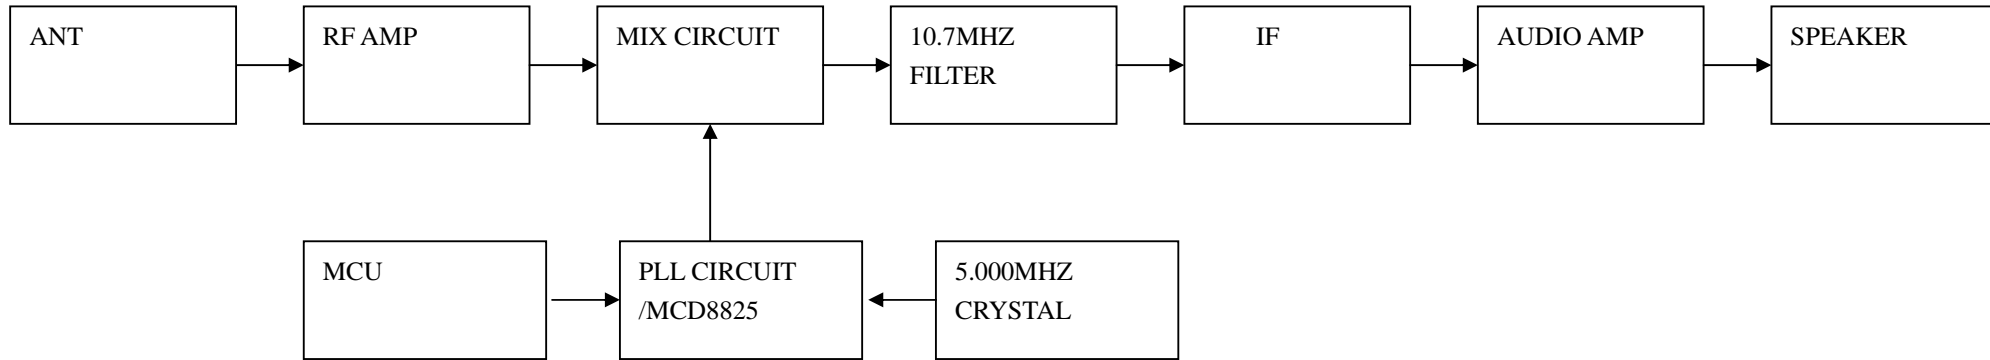 ANT
RF AMP
MIX CIRCUIT
10.7MHZ
FILTER
IF
AUDIO AMP
SPEAKER
MCU
PLL CIRCUIT
/MCD8825
5.000MHZ
CRYSTAL